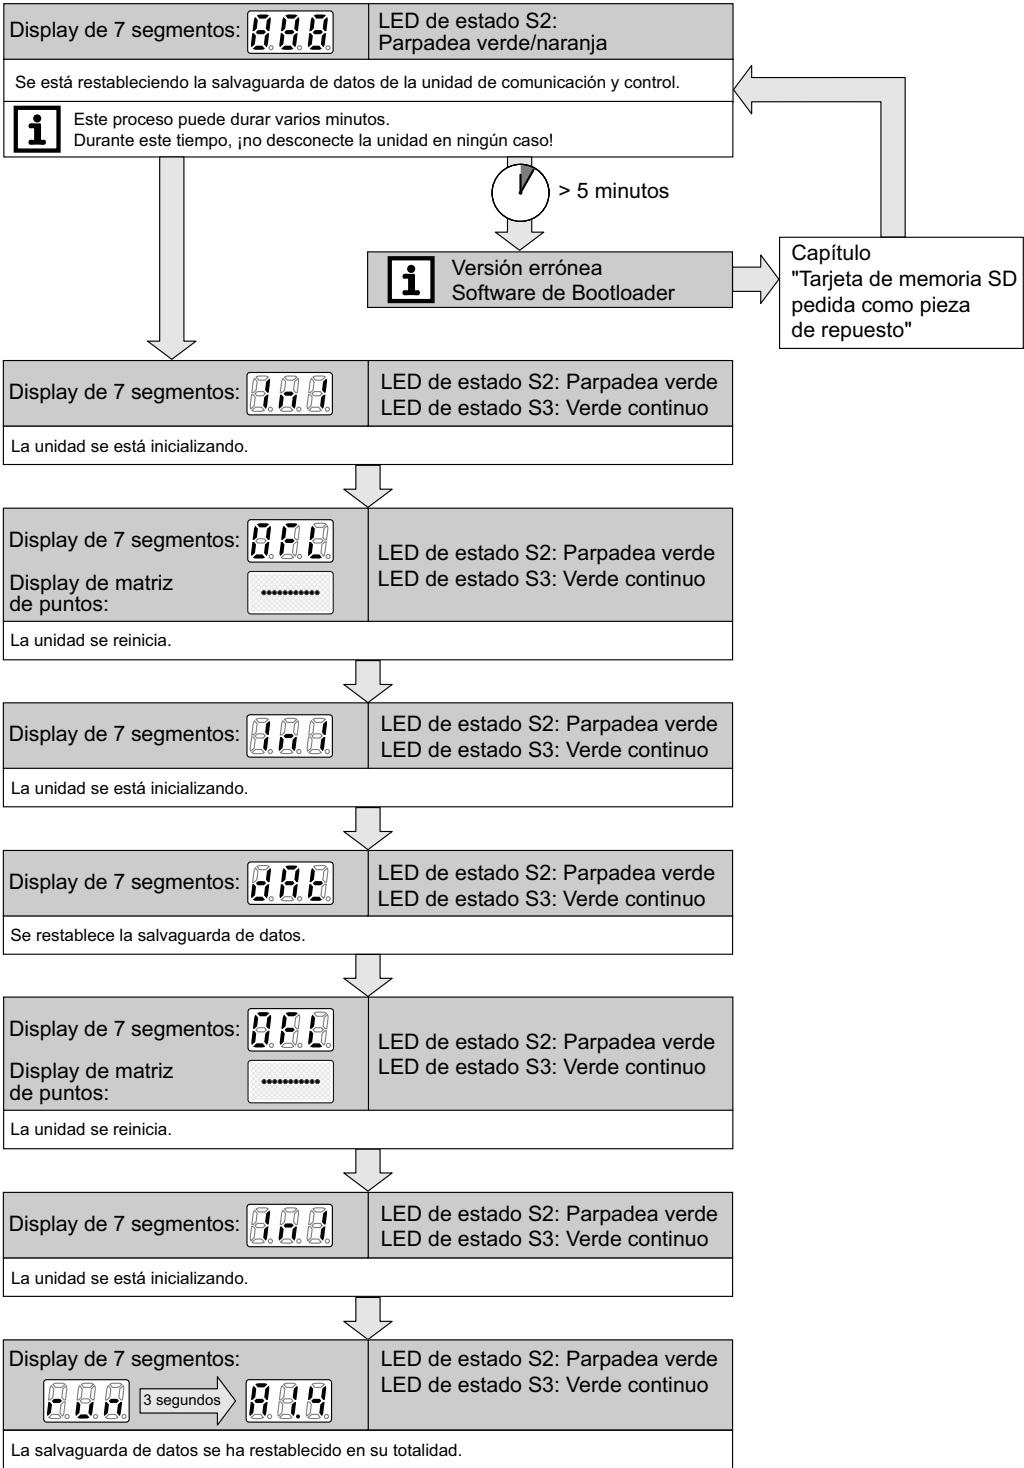 Display de 7 segmentos: 888
LED de estado S2:
Parpadea verde/naranja
Se está restableciendo la salvaguarda de datos de la unidad de comunicación y control.
i
Este proceso puede durar varios minutos.
Durante este tiempo, ¡no desconecte la unidad en ningún caso!
> 5 minutos
i
Versión errónea
Software de Bootloader
Capítulo
"Tarjeta de memoria SD
pedida como pieza
de repuesto"
Display de 7 segmentos: 1n1
LED de estado S2: Parpadea verde
LED de estado S3: Verde continuo
La unidad se está inicializando.
Display de 7 segmentos: 0FL
Display de matriz
de puntos:
LED de estado S2: Parpadea verde
LED de estado S3: Verde continuo
La unidad se reinicia.
Display de 7 segmentos: 1n1
LED de estado S2: Parpadea verde
LED de estado S3: Verde continuo
La unidad se está inicializando.
Display de 7 segmentos: dAt
LED de estado S2: Parpadea verde
LED de estado S3: Verde continuo
Se restablece la salvaguarda de datos.
Display de 7 segmentos: 0FL
Display de matriz
de puntos:
LED de estado S2: Parpadea verde
LED de estado S3: Verde continuo
La unidad se reinicia.
Display de 7 segmentos: 1n1
LED de estado S2: Parpadea verde
LED de estado S3: Verde continuo
La unidad se está inicializando.
Display de 7 segmentos:
run 3 segundos A1.4
LED de estado S2: Parpadea verde
LED de estado S3: Verde continuo
La salvaguarda de datos se ha restablecido en su totalidad.